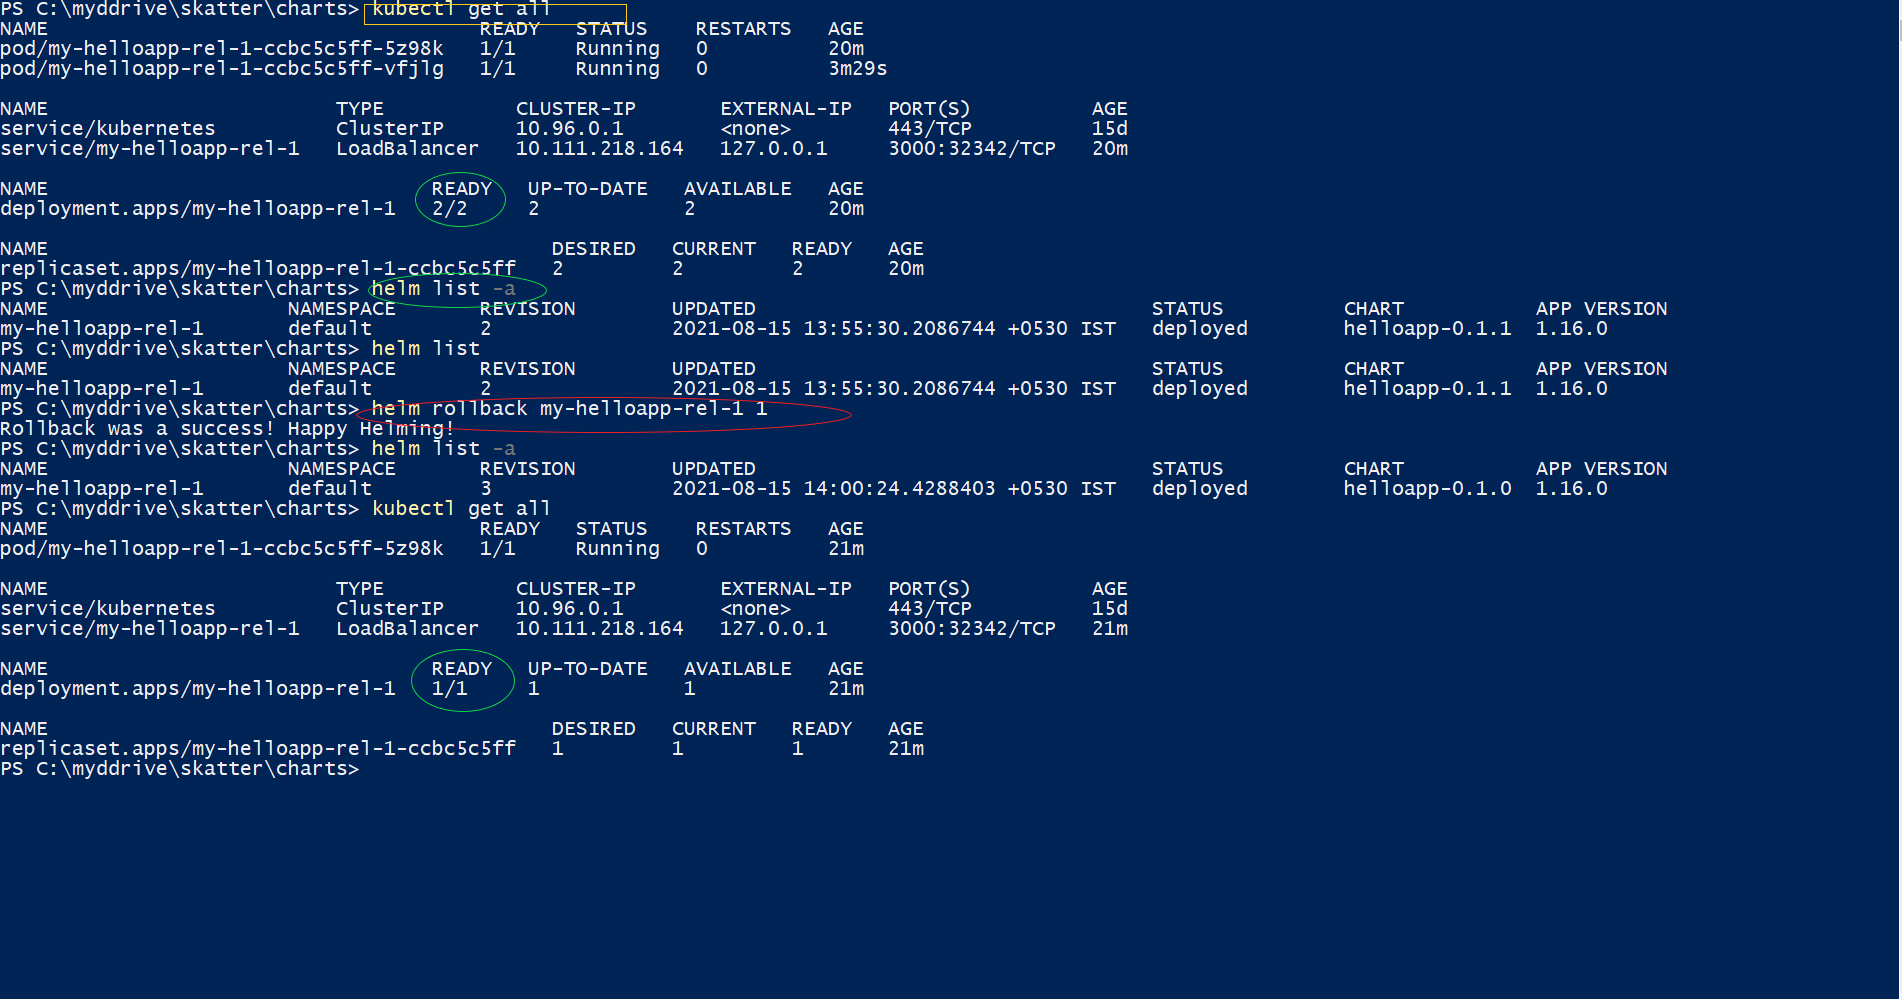 PS C:\myddrive\skatter\charts> kubectl get all
NAME READY STATUS RESTARTS AGE
pod/my-helloapp-rel-1-ccbc5c5ff-5z98k 1/1 Running 0 20m
pod/my-helloapp-rel-1-ccbc5c5ff-vfjlg 1/1 Running 0 3m29s
NAME TYPE CLUSTER-IP EXTERNAL-IP PORT(S) AGE
service/kubernetes ClusterIP 10.96.0.1 <none> 443/TCP 15d
service/my-helloapp-rel-1 LoadBalancer 10.111.218.164 127.0.0.1 3000:32342/TCP 20m
NAME READY UP-TO-DATE AVAILABLE AGE
deployment.apps/my-helloapp-rel-1 2/2 2 2 20m
NAME DESIRED CURRENT READY AGE
replicaset.apps/my-helloapp-rel-1-ccbc5c5ff 2 2 2 20m
PS C:\myddrive\skatter\charts> helm list -a
NAME NAMESPACE REVISION UPDATED STATUS CHART APP VERSION
my-helloapp-rel-1 default 2 2021-08-15 13:55:30.2086744 +0530 IST deployed helloapp-0.1.1 1.16.0
PS C:\myddrive\skatter\charts> helm list
NAME NAMESPACE REVISION UPDATED STATUS CHART APP VERSION
my-helloapp-rel-1 default 2 2021-08-15 13:55:30.2086744 +0530 IST deployed helloapp-0.1.1 1.16.0
PS C:\myddrive\skatter\charts> helm rollback my-helloapp-rel-1 1
Rollback was a success! Happy Helming!
PS C:\myddrive\skatter\charts> helm list -a
NAME NAMESPACE REVISION UPDATED STATUS CHART APP VERSION
my-helloapp-rel-1 default 3 2021-08-15 14:00:24.4288403 +0530 IST deployed helloapp-0.1.0 1.16.0
PS C:\myddrive\skatter\charts> kubectl get all
NAME READY STATUS RESTARTS AGE
pod/my-helloapp-rel-1-ccbc5c5ff-5z98k 1/1 Running 0 21m
NAME TYPE CLUSTER-IP EXTERNAL-IP PORT(S) AGE
service/kubernetes ClusterIP 10.96.0.1 <none> 443/TCP 15d
service/my-helloapp-rel-1 LoadBalancer 10.111.218.164 127.0.0.1 3000:32342/TCP 21m
NAME READY UP-TO-DATE AVAILABLE AGE
deployment.apps/my-helloapp-rel-1 1/1 1 1 21m
NAME DESIRED CURRENT READY AGE
replicaset.apps/my-helloapp-rel-1-ccbc5c5ff 1 1 1 21m
PS C:\myddrive\skatter\charts>